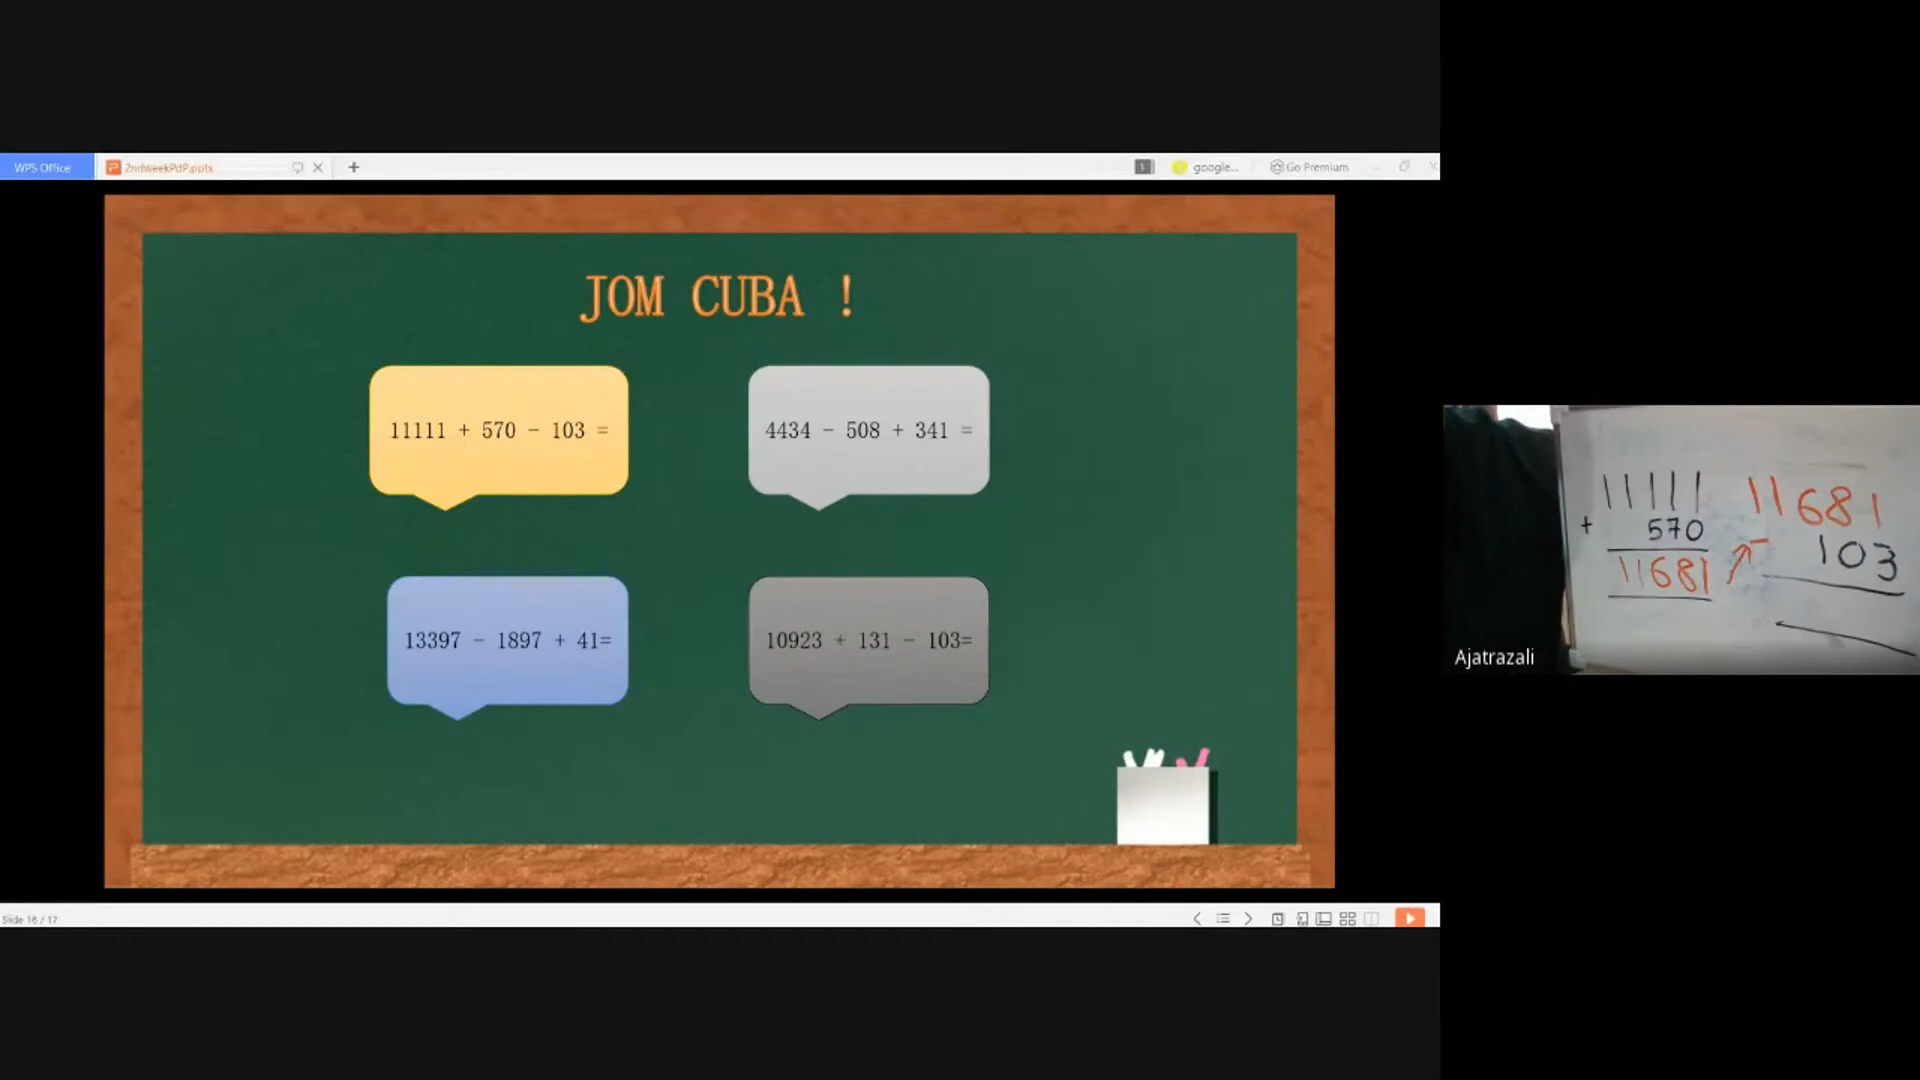 WPS Office
2ndweekPdP.pptx
1
google...
Go Premium
JOM CUBA !
11111 + 570 - 103 =
4434 - 508 + 341 =
13397 - 1897 + 41=
10923 + 131 - 103=
Slide 16 / 17
11111
+ 570
11681
11681
- 103
Ajatrazali